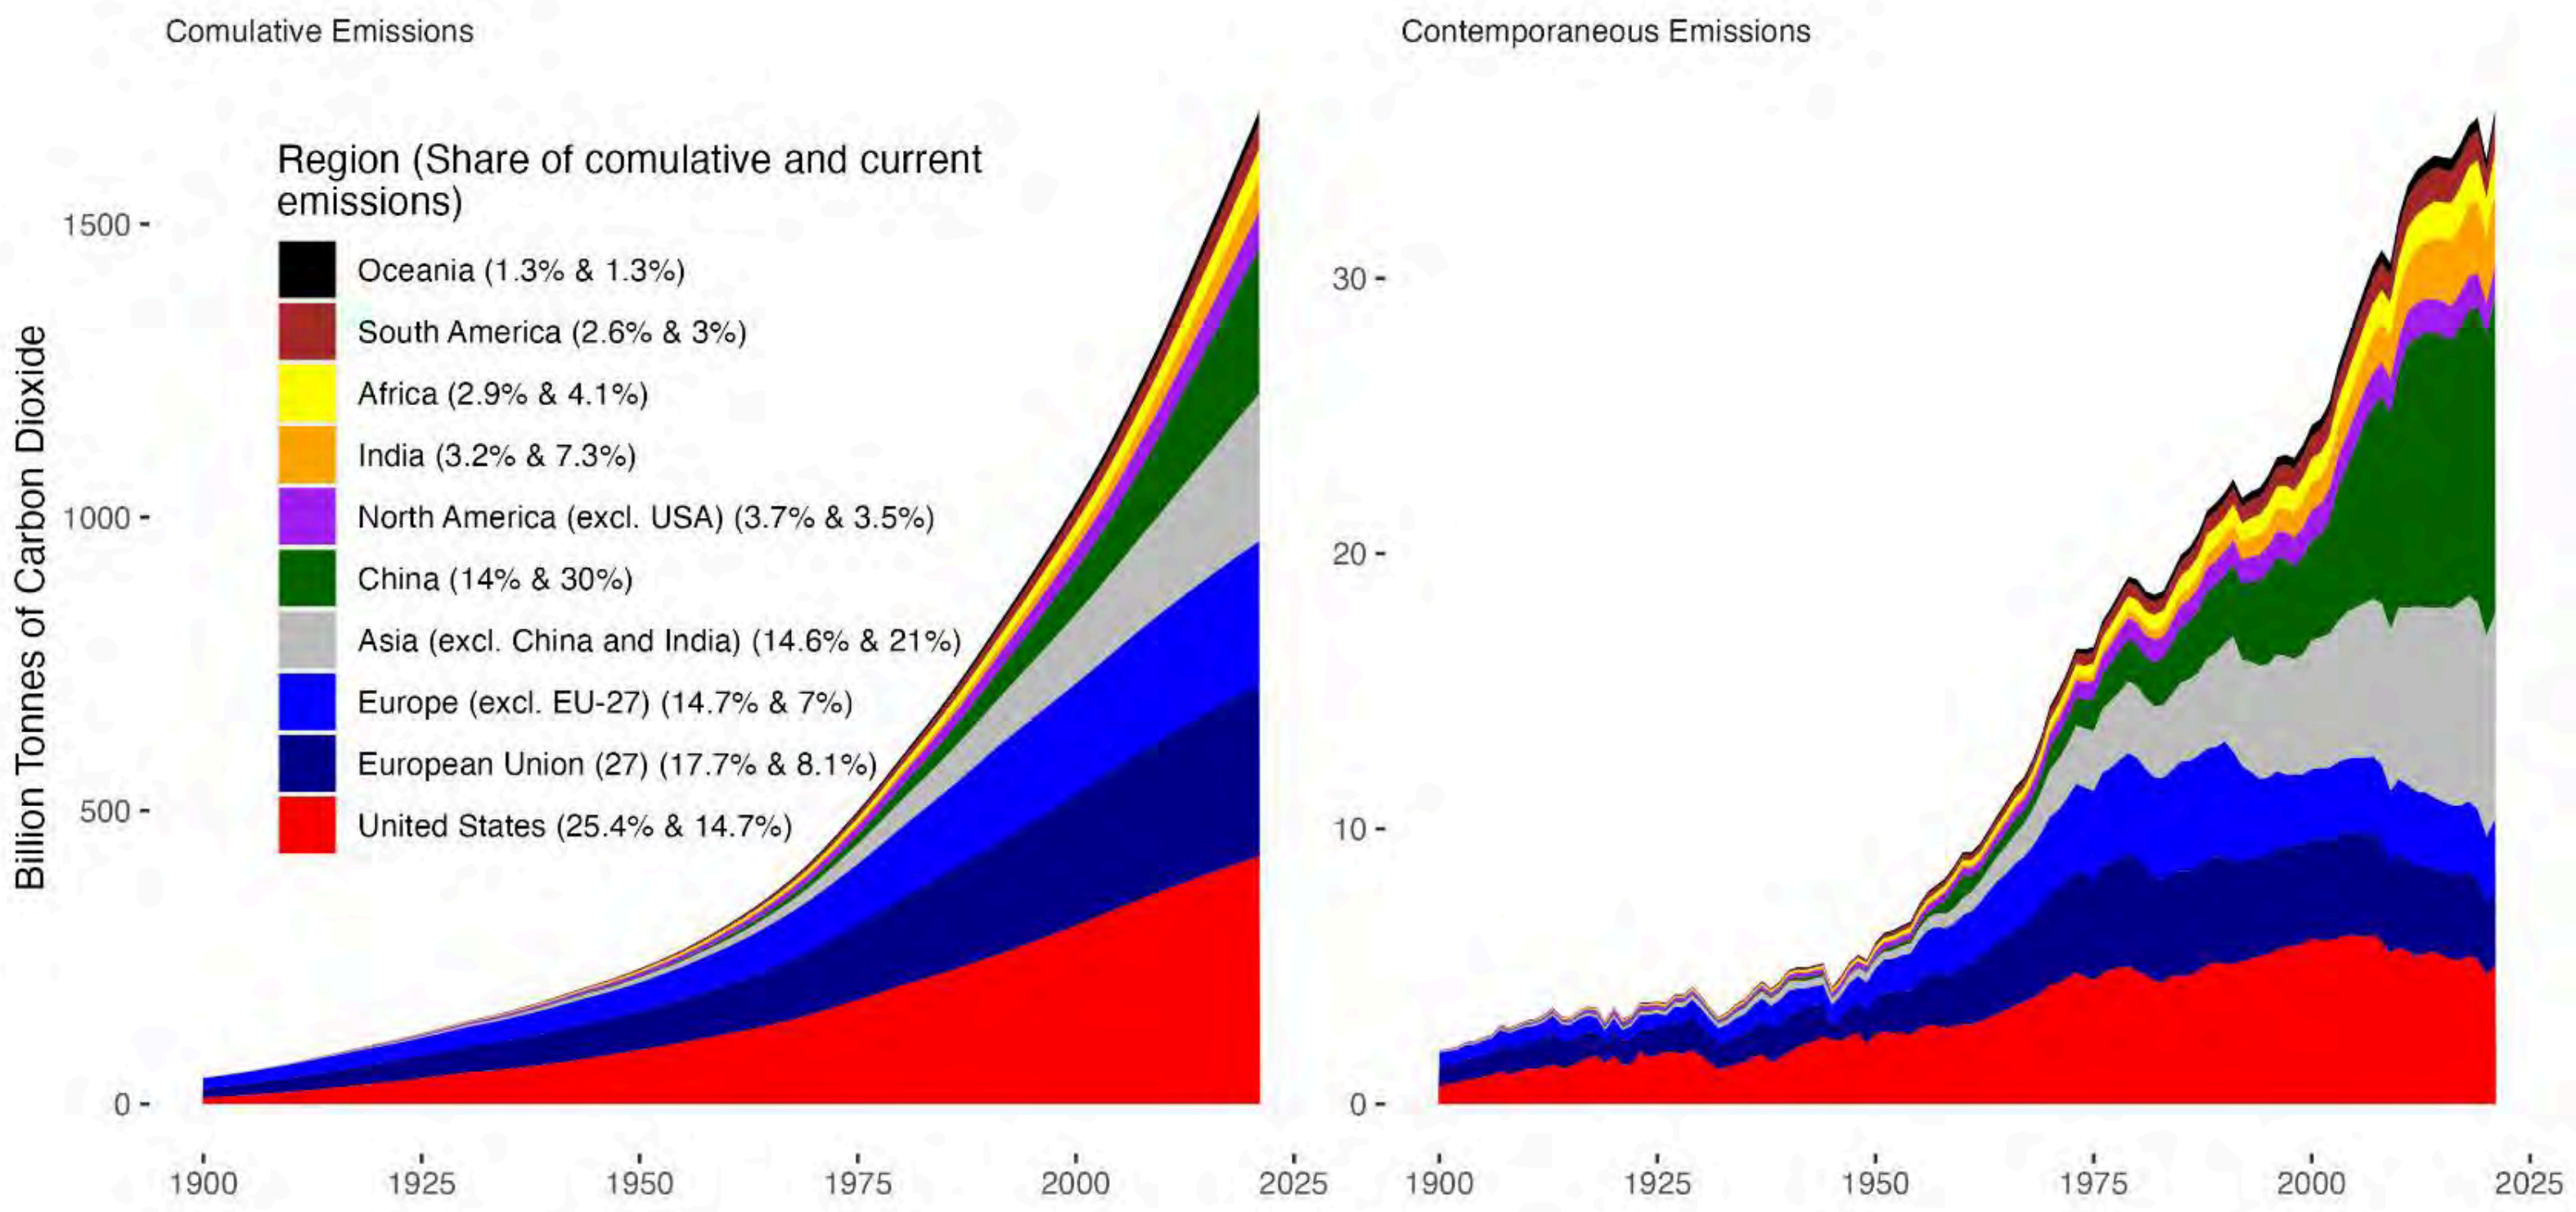 Comulative Emissions
Contemporaneous Emissions
Billion Tonnes of Carbon Dioxide
Region (Share of comulative and current
emissions)
Oceania (1.3% & 1.3%)
South America (2.6% & 3%)
Africa (2.9% & 4.1%)
India (3.2% & 7.3%)
North America (excl. USA) (3.7% & 3.5%)
China (14% & 30%)
Asia (excl. China and India) (14.6% & 21%)
Europe (excl. EU-27) (14.7% & 7%)
European Union (27) (17.7% & 8.1%)
United States (25.4% & 14.7%)
1500
1000
500
0
1900 1925 1950 1975 2000 2025
30
20
10
0
1900 1925 1950 1975 2000 2025